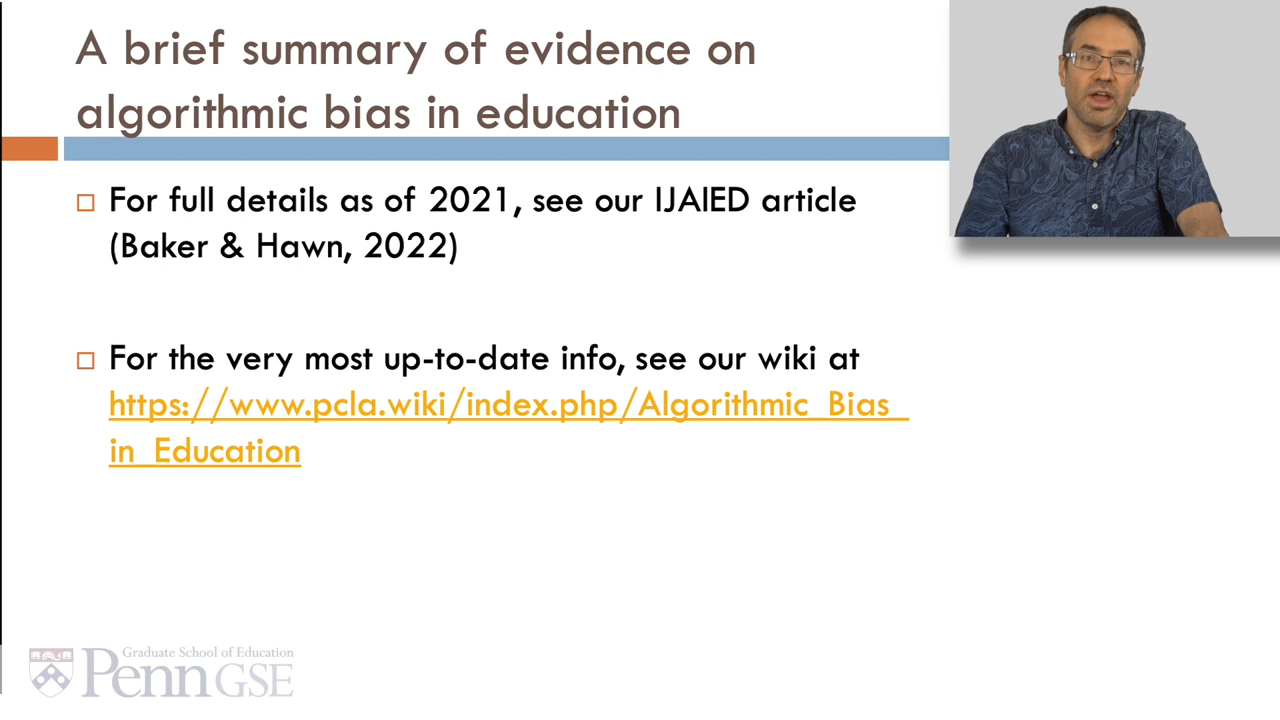 A brief summary of evidence on
algorithmic bias in education
For full details as of 2021, see our IJAIED article
(Baker & Hawn, 2022)
For the very most up-to-date info, see our wiki at
https://www.pcla.wiki/index.php/Algorithmic_Bias_
in_Education
Graduate School of Education
Penn GSE